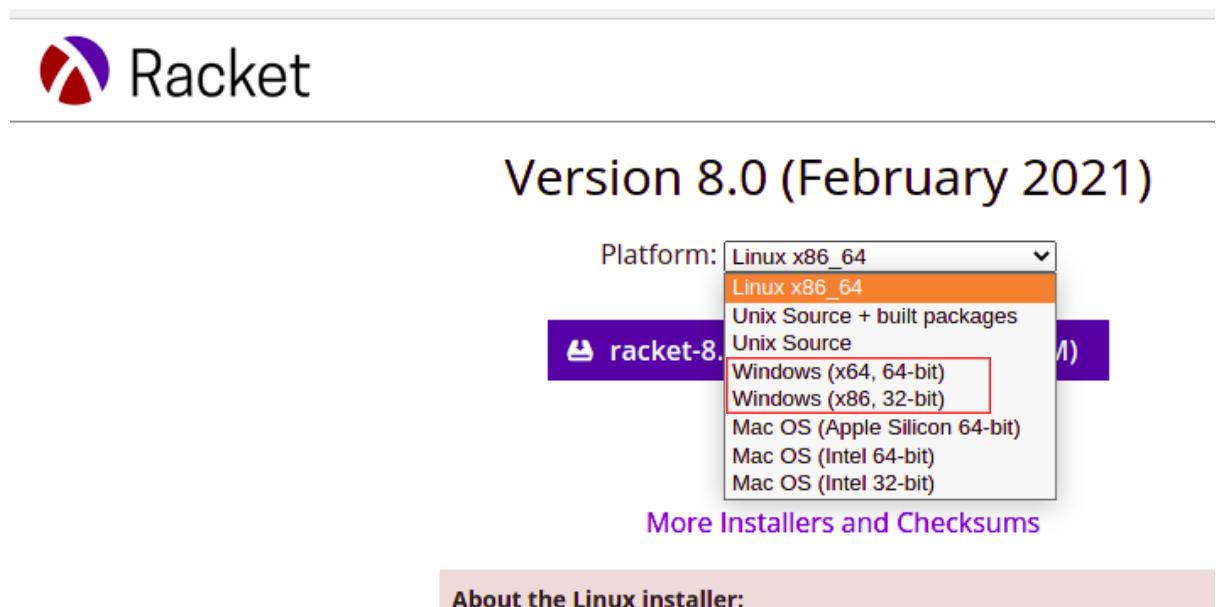 Racket
Version 8.0 (February 2021)
Platform: Linux x86_64
Linux x86_64
Unix Source + built packages
Unix Source
racket-8.
Windows (x64, 64-bit)
Windows (x86, 32-bit)
Mac OS (Apple Silicon 64-bit)
Mac OS (Intel 64-bit)
Mac OS (Intel 32-bit)
More Installers and Checksums
About the Linux installer: